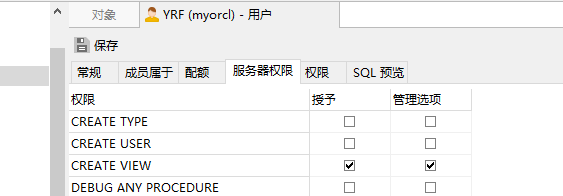 对象 YRF (myorcl) - 用户
保存
常规 成员属于 配额 服务器权限 权限 SQL 预览
权限 授予 管理选项
CREATE TYPE
CREATE USER
CREATE VIEW
DEBUG ANY PROCEDURE